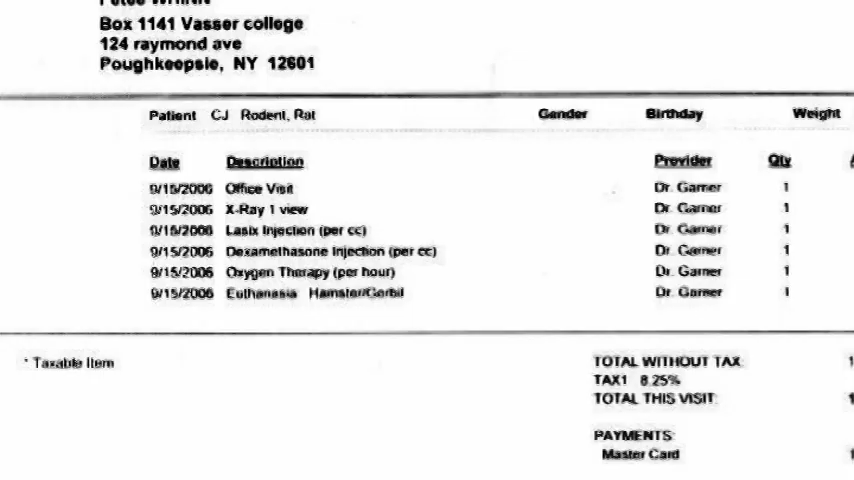 Box 1141 Vasser college
124 raymond ave
Poughkeepsie, NY 12601
Patient CJ Rodent, Rat Gender Birthday Weight
Date Description Provider Qty
9/15/2006 Office Visit Dr. Garner 1
9/15/2006 X-Ray 1 view Dr. Garner 1
9/15/2006 Lasix Injection (per cc) Dr. Garner 1
9/15/2006 Dexamethasone Injection (per cc) Dr. Garner 1
9/15/2006 Oxygen Therapy (per hour) Dr. Garner 1
9/15/2006 Euthanasia Hamster/Gerbil Dr. Garner 1
* Taxable Item TOTAL WITHOUT TAX:
TAX1 8.25%
TOTAL THIS VISIT:
PAYMENTS:
Master Card